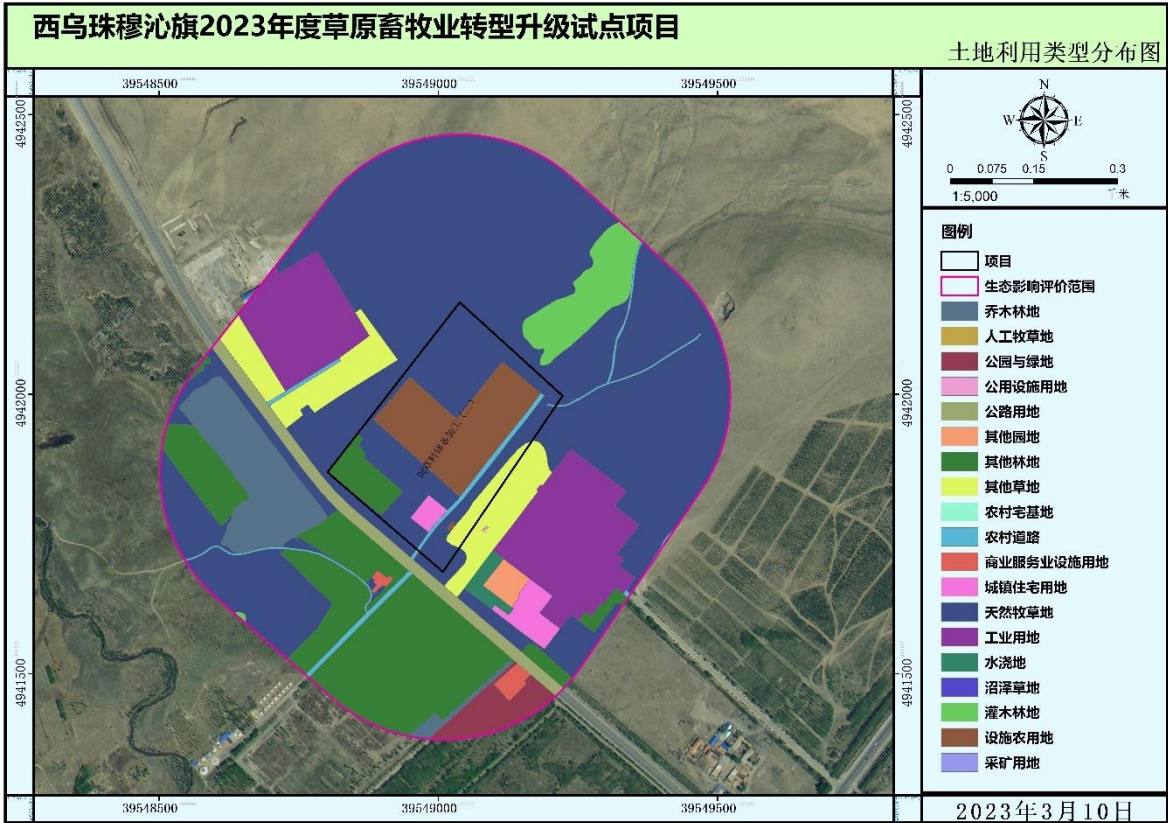 西乌珠穆沁旗2023年度草原畜牧业转型升级试点项目
土地利用类型分布图
39548500
39549000
39549500
4942500
4942500
4942000
4942000
4941500
4941500
39548500
39549000
39549500
N
W
E
S
0 0.075 0.15 0.3
千米
1:5,000
图例
项目
生态影响评价范围
乔木林地
人工牧草地
公园与绿地
公用设施用地
公路用地
其他园地
其他林地
其他草地
农村宅基地
农村道路
商业服务业设施用地
城镇住宅用地
天然牧草地
工业用地
水浇地
沼泽草地
灌木林地
设施农用地
采矿用地
2023年3月10日